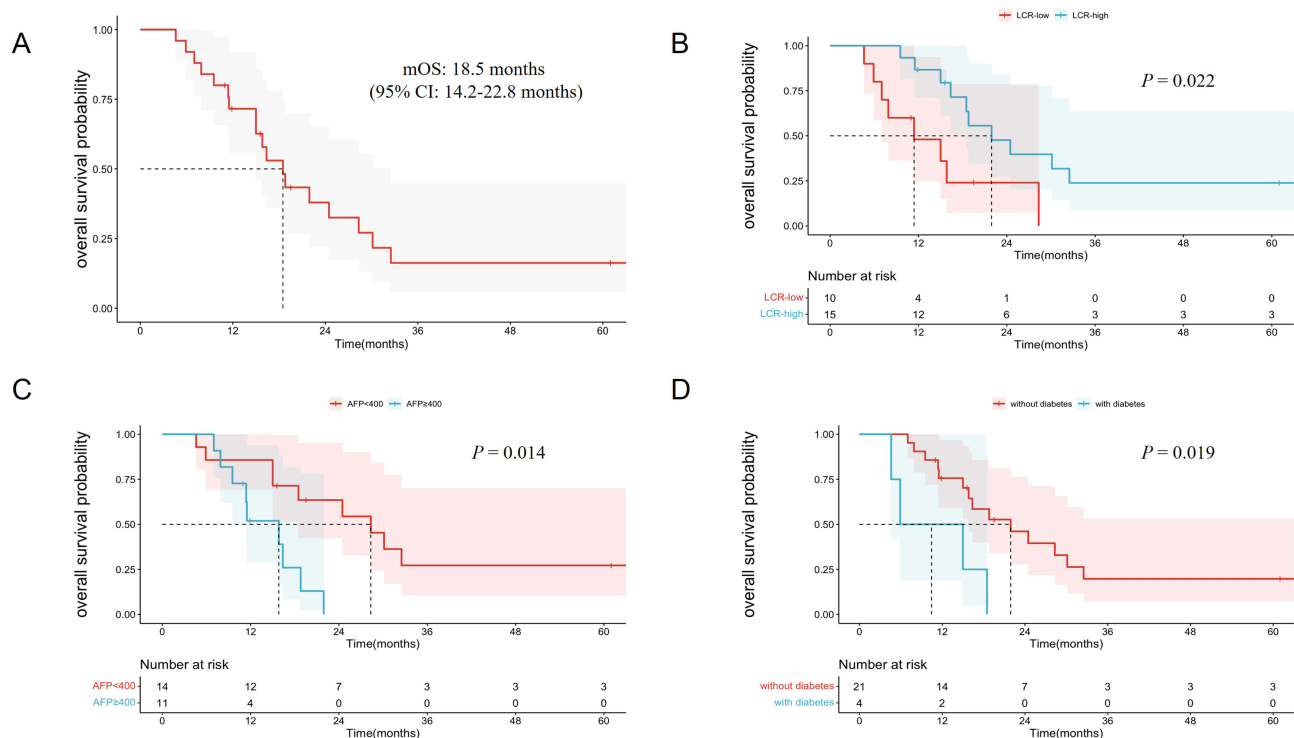 A
overall survival probability
1.00
0.75
0.50
0.25
0.00
mOS: 18.5 months
(95% CI: 14.2-22.8 months)
0 12 24 36 48 60
Time(months)
B
LCR-low LCR-high
overall survival probability
1.00
0.75
0.50
0.25
0.00
P = 0.022
0 12 24 36 48 60
Time(months)
Number at risk
LCR-low 10 4 1 0 0 0
LCR-high 15 12 6 3 3 3
0 12 24 36 48 60
Time(months)
C
AFP<400 AFP≥400
overall survival probability
1.00
0.75
0.50
0.25
0.00
P = 0.014
0 12 24 36 48 60
Time(months)
Number at risk
AFP<400 14 12 7 3 3 3
AFP≥400 11 4 0 0 0 0
0 12 24 36 48 60
Time(months)
D
without diabetes with diabetes
overall survival probability
1.00
0.75
0.50
0.25
0.00
P = 0.019
0 12 24 36 48 60
Time(months)
Number at risk
without diabetes 21 14 7 3 3 3
with diabetes 4 2 0 0 0 0
0 12 24 36 48 60
Time(months)